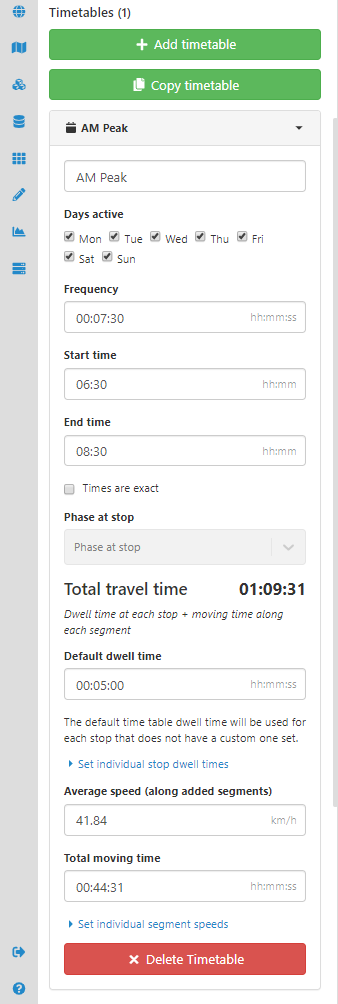 Timetables (1)
Add timetable
Copy timetable
AM Peak
AM Peak
Days active
Mon Tue Wed Thu Fri
Sat Sun
Frequency
00:07:30 hh:mm:ss
Start time
06:30 hh:mm
End time
08:30 hh:mm
Times are exact
Phase at stop
Phase at stop
Total travel time 01:09:31
Dwell time at each stop + moving time along
each segment
Default dwell time
00:05:00 hh:mm:ss
The default time table dwell time will be used for
each stop that does not have a custom one set.
Set individual stop dwell times
Average speed (along added segments)
41.84 km/h
Total moving time
00:44:31 hh:mm:ss
Set individual segment speeds
Delete Timetable